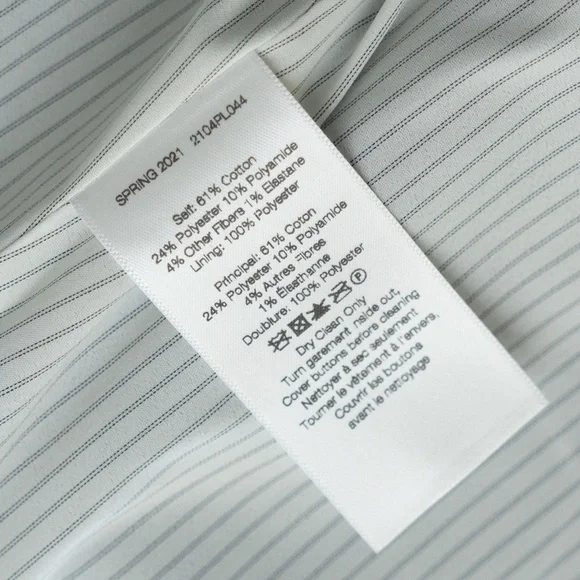 SPRING 2021 2104PL044
Self: 61% Cotton
24% Polyester 10% Polyamide
4% Other Fibers 1% Elastane
Lining: 100% Polyester
Principal: 61% Coton
24% Polyester 10% Polyamide
4% Autres Fibres
1% Élasthanne
Doublure: 100% Polyester
P
Dry Clean Only
Turn garement inside out,
Cover buttons before cleaning
Nettoyer à sec seulement
Tourner le vêtement à l'envers,
Couvrir les boutons
avant le nettoyage